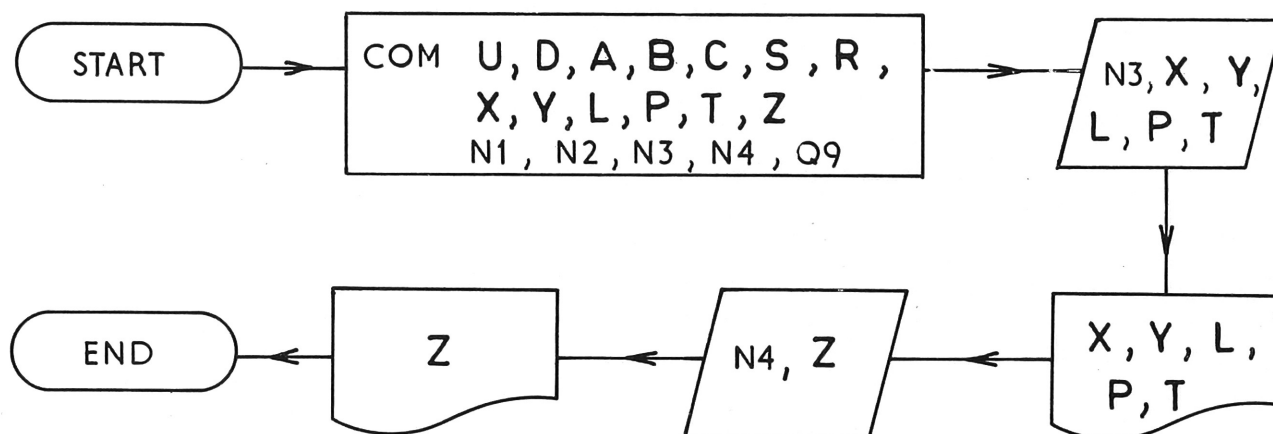 START
COM U, D, A, B, C, S, R,
X, Y, L, P, T, Z
N1, N2, N3, N4, Q9
N3, X, Y,
L, P, T
X, Y, L,
P, T
N4, Z
Z
END